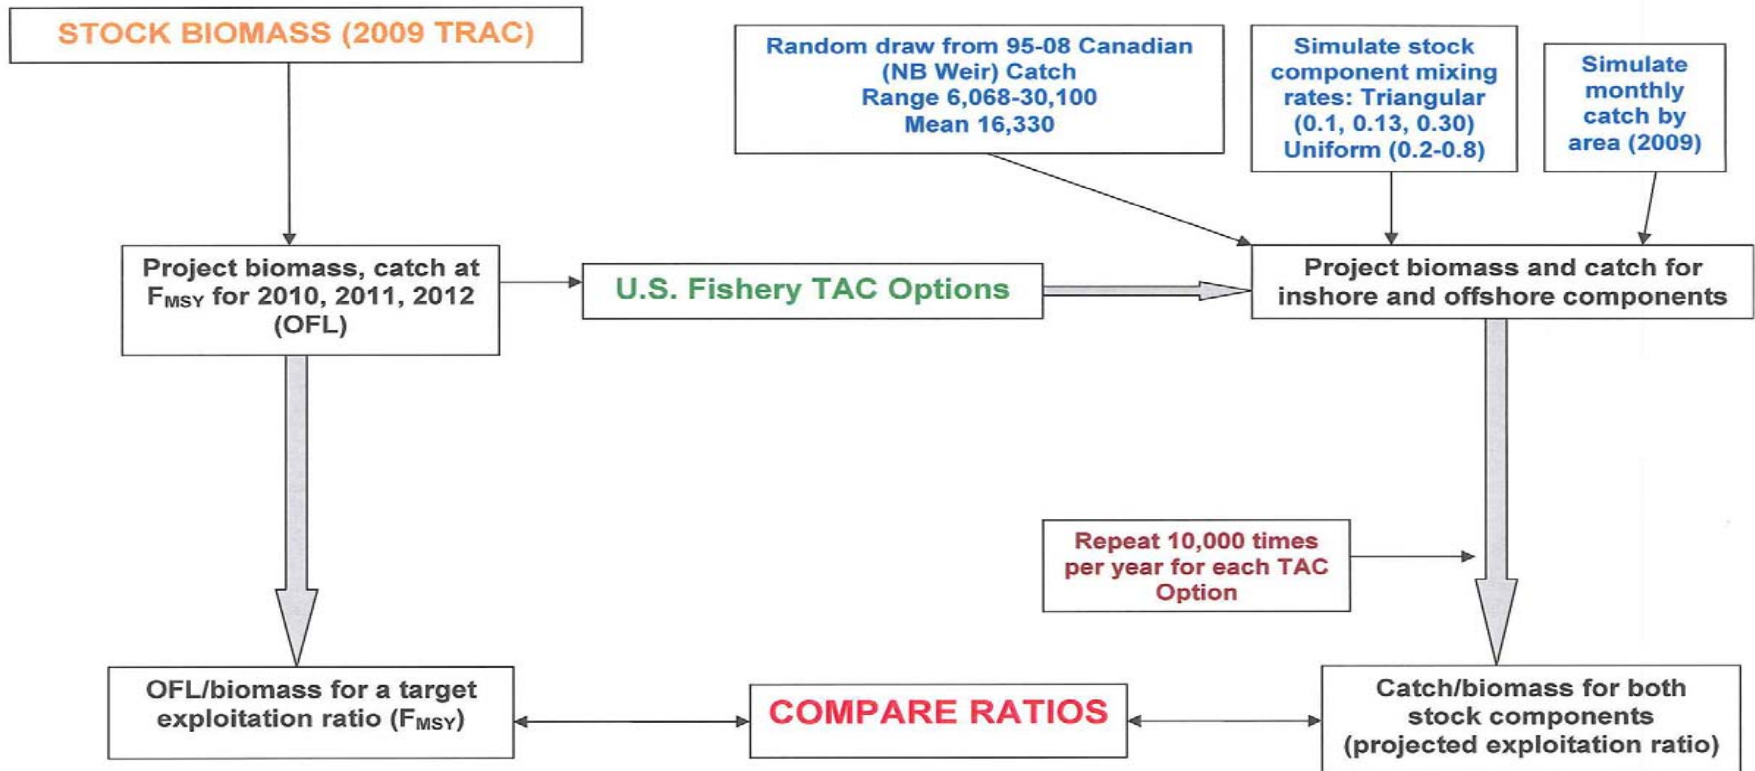 STOCK BIOMASS (2009 TRAC)
Random draw from 95-08 Canadian
(NB Weir) Catch
Range 6,068-30,100
Mean 16,330
Simulate stock
component mixing
rates: Triangular
(0.1, 0.13, 0.30)
Uniform (0.2-0.8)
Simulate
monthly
catch by
area (2009)
Project biomass, catch at
FMSY for 2010, 2011, 2012
(OFL)
U.S. Fishery TAC Options
Project biomass and catch for
inshore and offshore components
Repeat 10,000 times
per year for each TAC
Option
OFL/biomass for a target
exploitation ratio (FMSY)
COMPARE RATIOS
Catch/biomass for both
stock components
(projected exploitation ratio)